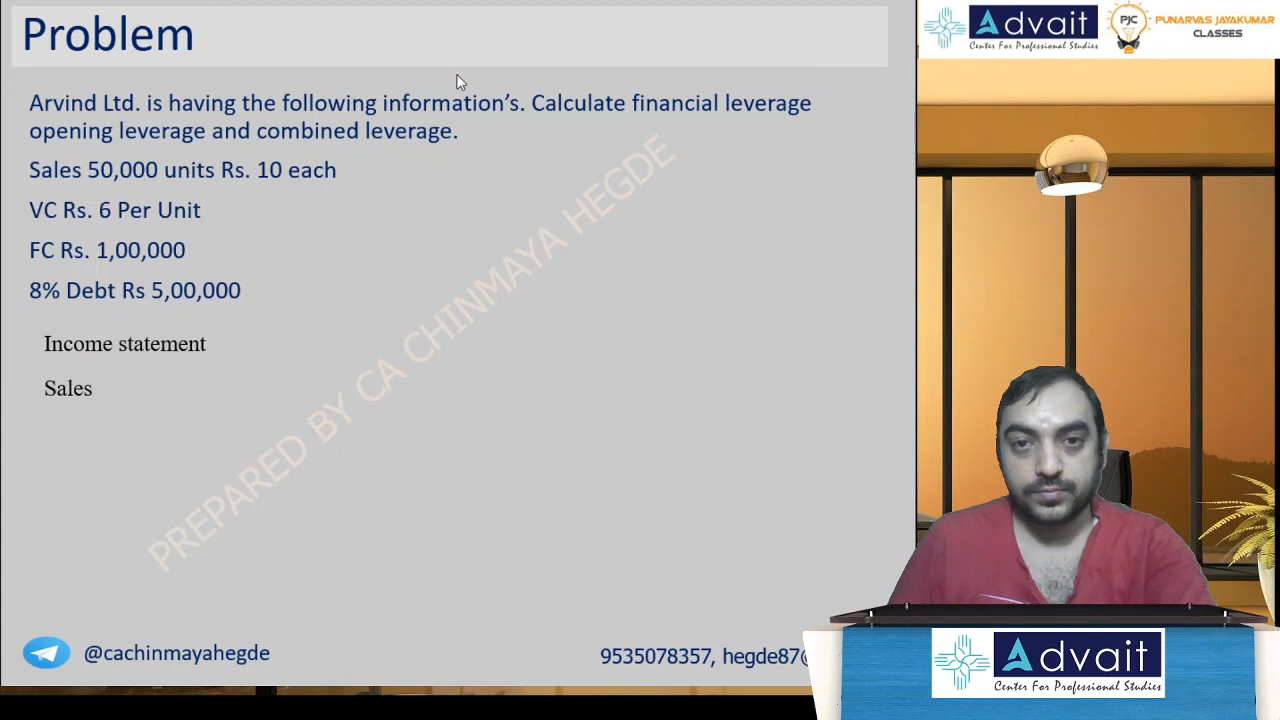 Problem
Arvind Ltd. is having the following information’s. Calculate financial leverage
opening leverage and combined leverage.
Sales 50,000 units Rs. 10 each
VC Rs. 6 Per Unit
FC Rs. 1,00,000
8% Debt Rs 5,00,000
Income statement
Sales
PREPARED BY CA CHINMAYA HEGDE
@cachinmayahegde
9535078357, hegde87@
Advait
Center For Professional Studies
PJC
PUNARVAS JAYAKUMAR
CLASSES
Advait
Center For Professional Studies